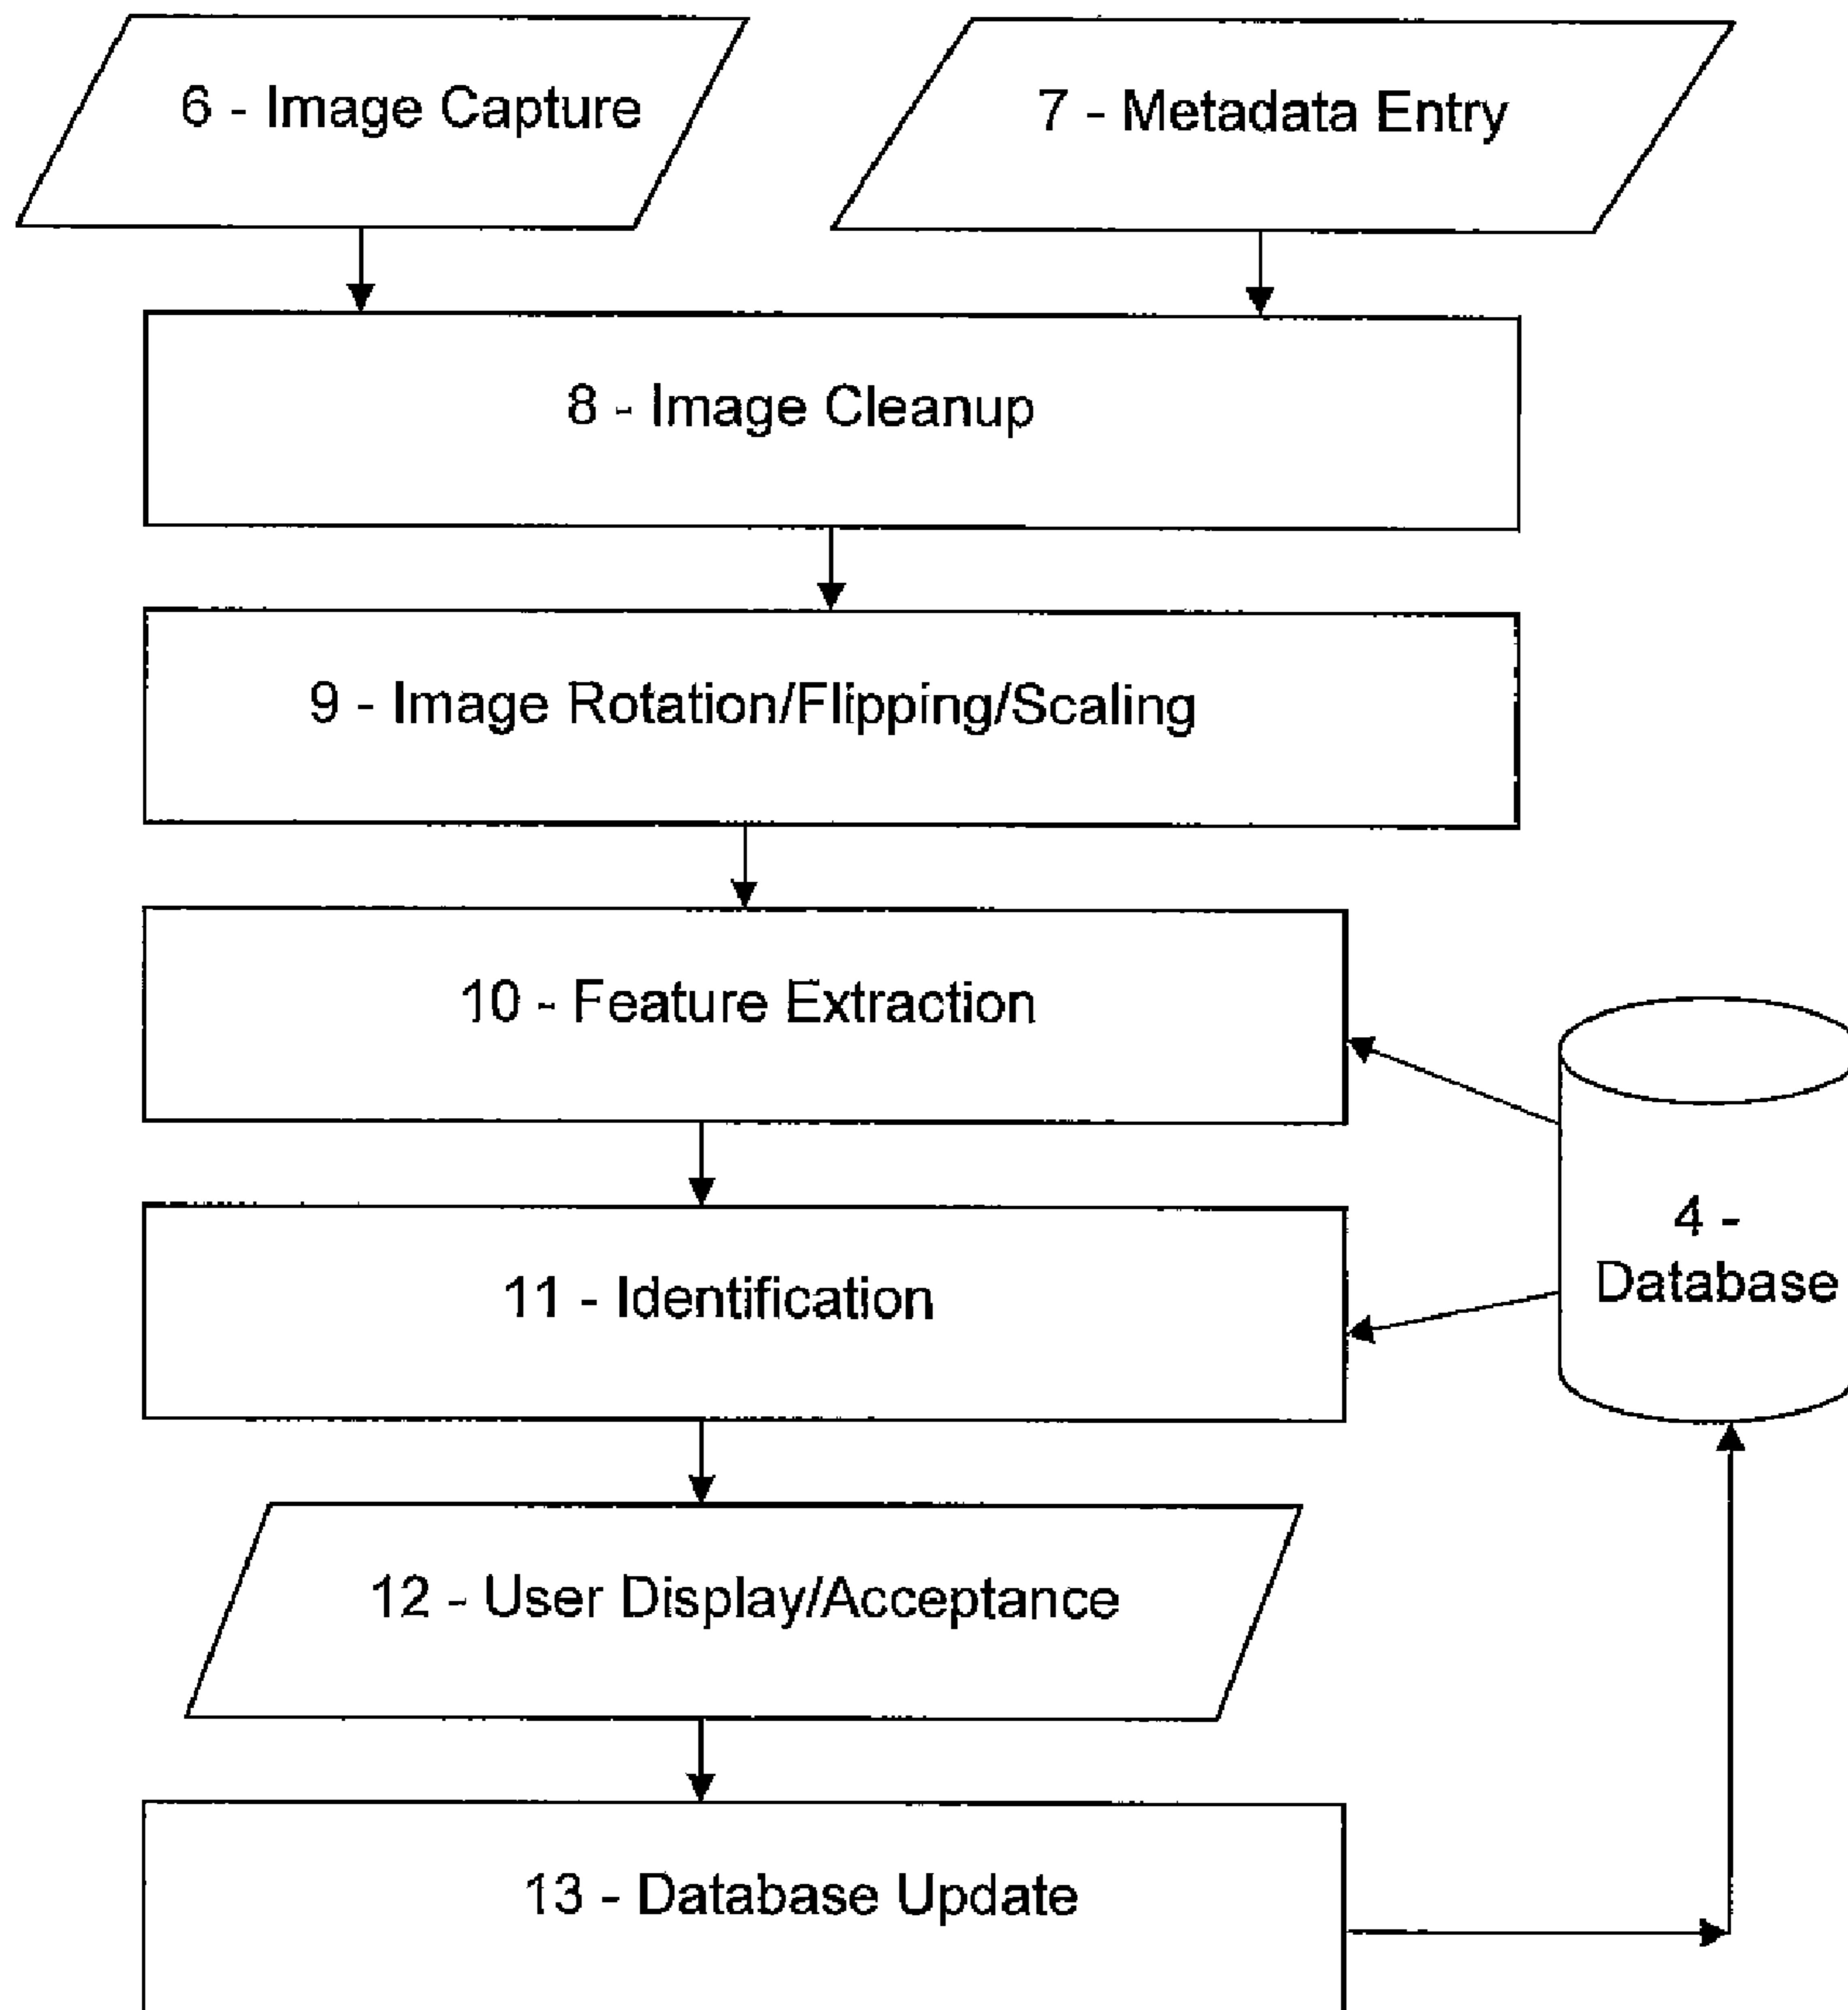 6 - Image Capture
7 - Metadata Entry
8 - Image Cleanup
9 - Image Rotation/Flipping/Scaling
10 - Feature Extraction
4 -
Database
11 - Identification
12 - User Display/Acceptance
13 - Database Update